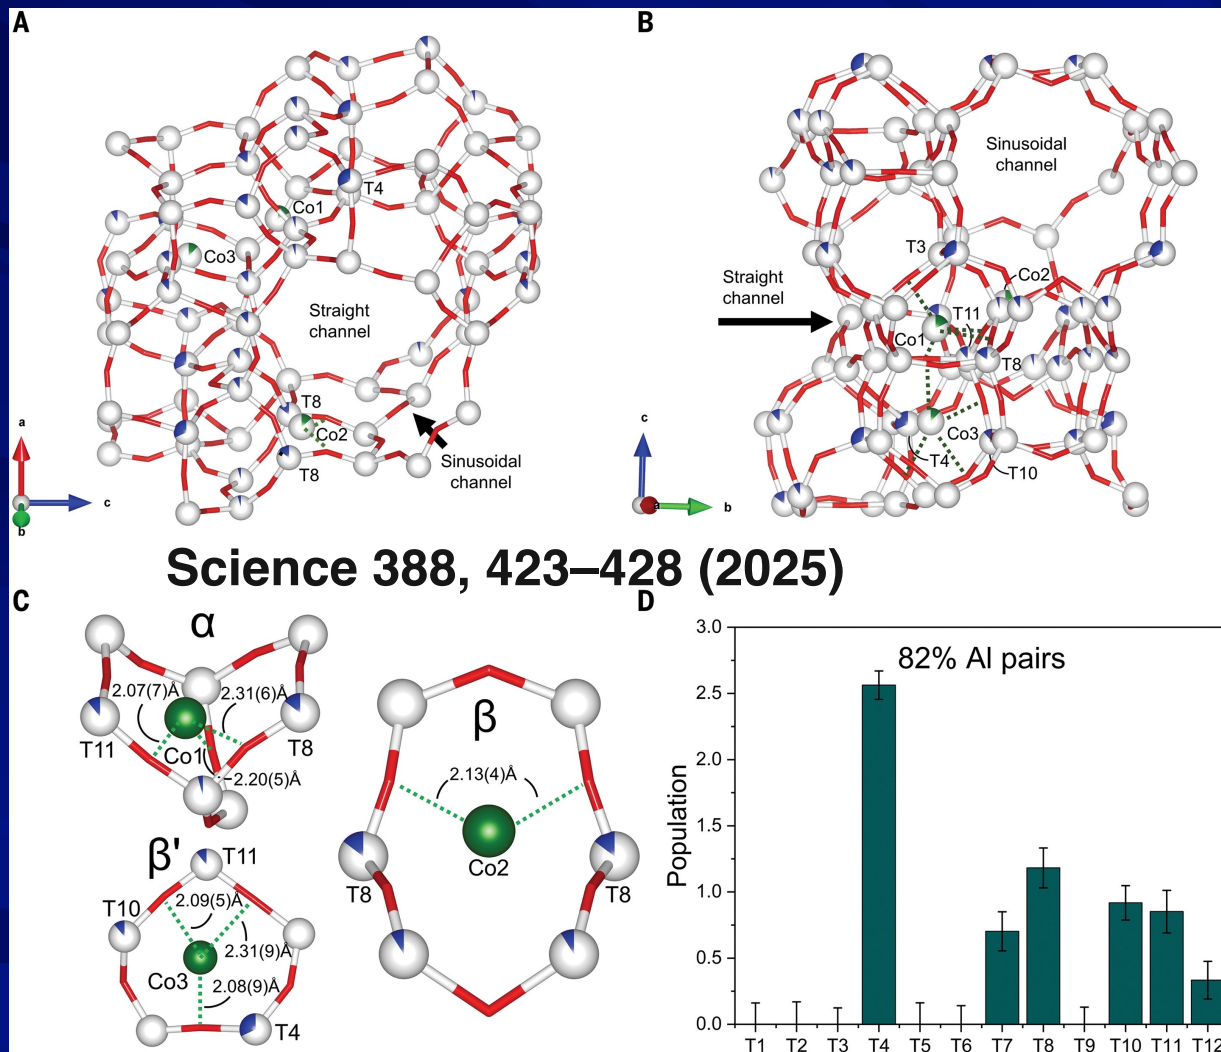 A
T4
Co1
Co3
Straight
channel
T8
Co2
T8
Sinusoidal
channel
a
c
b
B
Sinusoidal
channel
T3
Co2
Straight
channel
T11
Co1
T8
Co3
T4
T10
c
a
b
Science 388, 423–428 (2025)
C
α
2.07(7)Å
2.31(6)Å
T11
Co1
T8
2.20(5)Å
β'
T11
T10
2.09(5)Å
2.31(9)Å
Co3
2.08(9)Å
T4
β
2.13(4)Å
Co2
T8
T8
D
82% Al pairs
Population
3.0
2.5
2.0
1.5
1.0
0.5
0.0
T1 T2 T3 T4 T5 T6 T7 T8 T9 T10 T11 T12